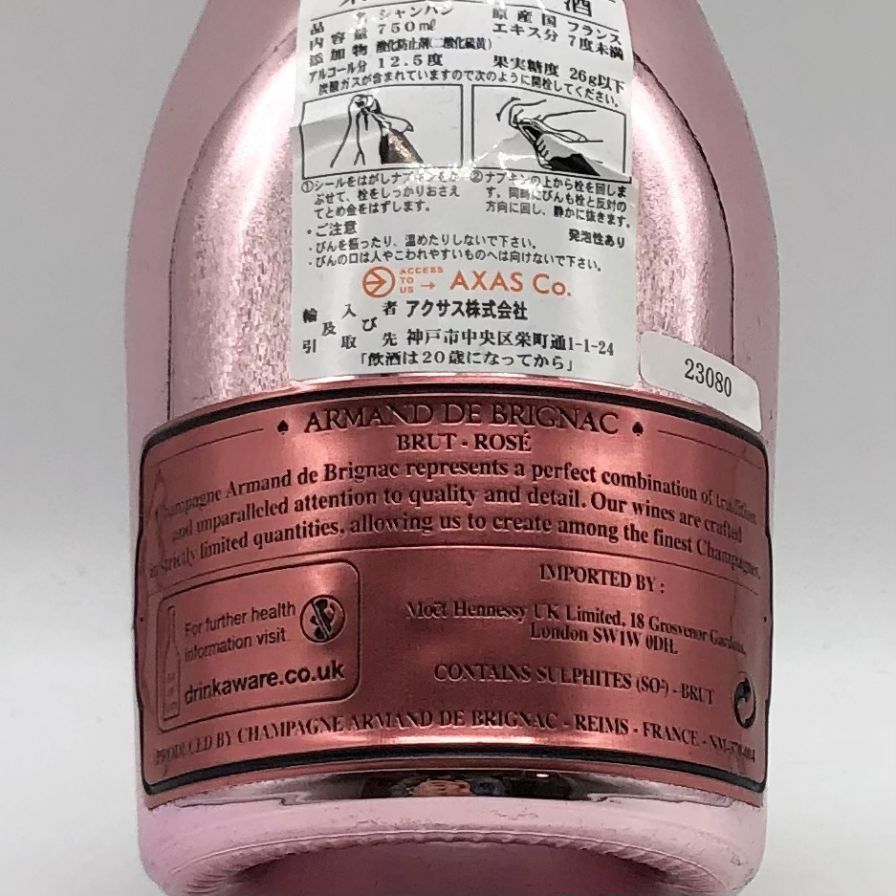 酒
品名 シャンパン
原産国 フランス
内容量 750㎖
エキス分 7度未満
添加物 酸化防止剤(二酸化硫黄)
アルコール分 12.5度
果実糖度 26g以下
炭酸ガスが含まれていますので次のように開栓してください。
①シールをはがしナプキンをか
ぶせて、栓をしっかりおさえ
てとめ金をはずします。
②ナプキンの上から栓を回しま
す。同時にびんも栓と反対の
方向に回し、静かに抜きます。
・ご注意
発泡性あり
・びんを振ったり、温めたりしないで下さい。
・びんの口は人やこわれやすいものへは向けないで下さい。
ACCESS
TO
US → AXAS Co.
輸入者 アクサス株式会社
及び
引取先 神戸市中央区栄町通1-1-24
「飲酒は20歳になってから」
23080
♠ ARMAND DE BRIGNAC ♠
BRUT - ROSÉ
Champagne Armand de Brignac represents a perfect combination of tradition
and unparalleled attention to quality and detail. Our wines are crafted
in strictly limited quantities, allowing us to create among the finest Champagnes.
For further health
information visit
drinkaware.co.uk
IMPORTED BY :
Moët Hennessy UK Limited, 18 Grosvenor Gardens,
London SW1W 0DH.
CONTAINS SULPHITES (SO²) - BRUT
PRODUCED BY CHAMPAGNE ARMAND DE BRIGNAC - REIMS - FRANCE -